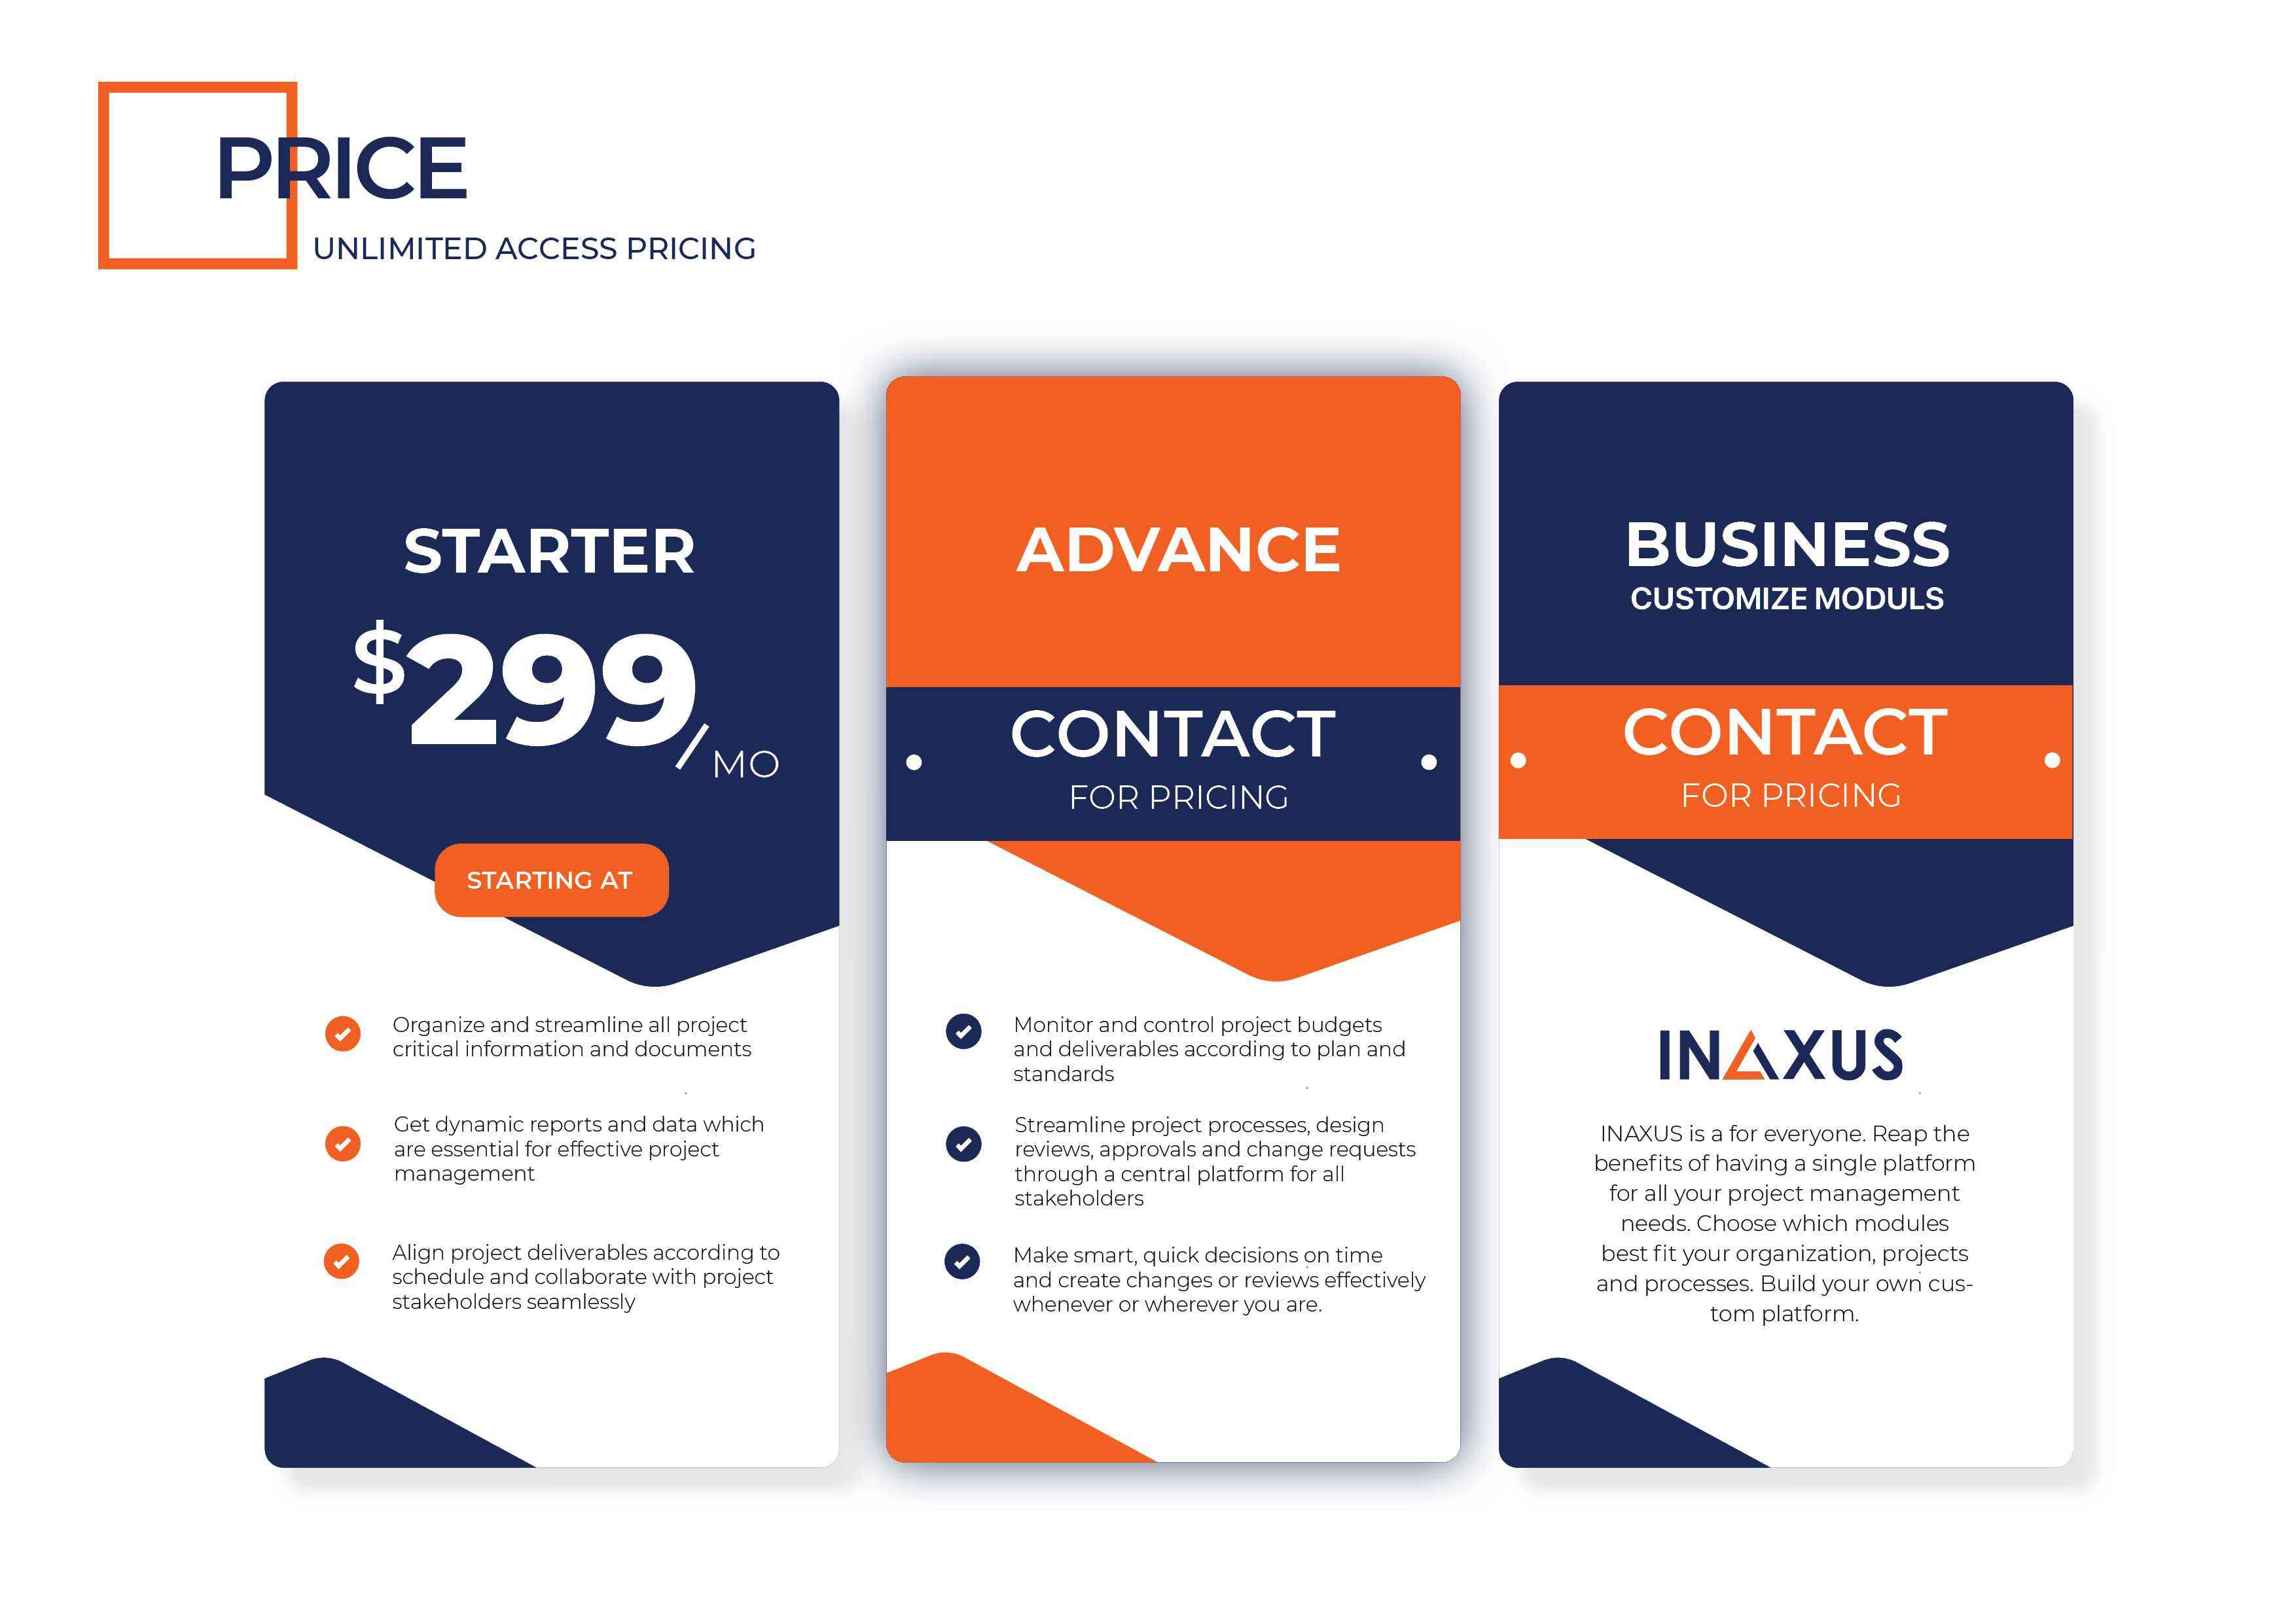 PRICE
UNLIMITED ACCESS PRICING
STARTER
$299/MO
STARTING AT
Organize and streamline all project
critical information and documents
Get dynamic reports and data which
are essential for effective project
management
Align project deliverables according to
schedule and collaborate with project
stakeholders seamlessly
ADVANCE
CONTACT
FOR PRICING
Monitor and control project budgets
and deliverables according to plan and
standards
Streamline project processes, design
reviews, approvals and change requests
through a central platform for all
stakeholders
Make smart, quick decisions on time
and create changes or reviews effectively
whenever or wherever you are.
BUSINESS
CUSTOMIZE MODULS
CONTACT
FOR PRICING
INAXUS
INAXUS is a for everyone. Reap the
benefits of having a single platform
for all your project management
needs. Choose which modules
best fit your organization, projects
and processes. Build your own cus-
tom platform.